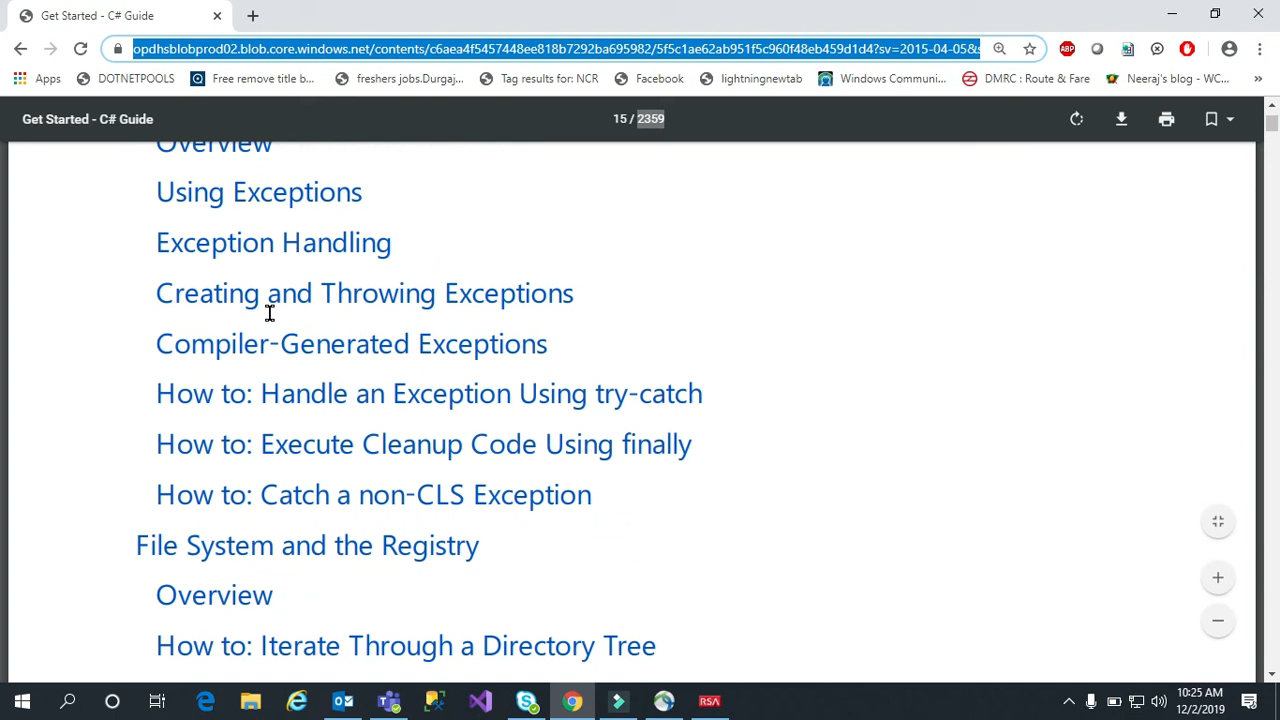 Get Started - C# Guide
opdhsblobprod02.blob.core.windows.net/contents/c6aea4f5457448ee818b7292ba695982/5f5c1ae62ab951f5c960f48eb459d1d4?sv=2015-04-05&s
ABP
Apps
DOTNETPOOLS
Free remove title b...
freshers jobs.Durgaj...
Tag results for: NCR
Facebook
lightningnewtab
Windows Communi...
DMRC : Route & Fare
Neeraj's blog - WC...
Get Started - C# Guide
15 / 2359
Overview
Using Exceptions
Exception Handling
Creating and Throwing Exceptions
Compiler-Generated Exceptions
How to: Handle an Exception Using try-catch
How to: Execute Cleanup Code Using finally
How to: Catch a non-CLS Exception
File System and the Registry
Overview
How to: Iterate Through a Directory Tree
RSA
10:25 AM
12/2/2019